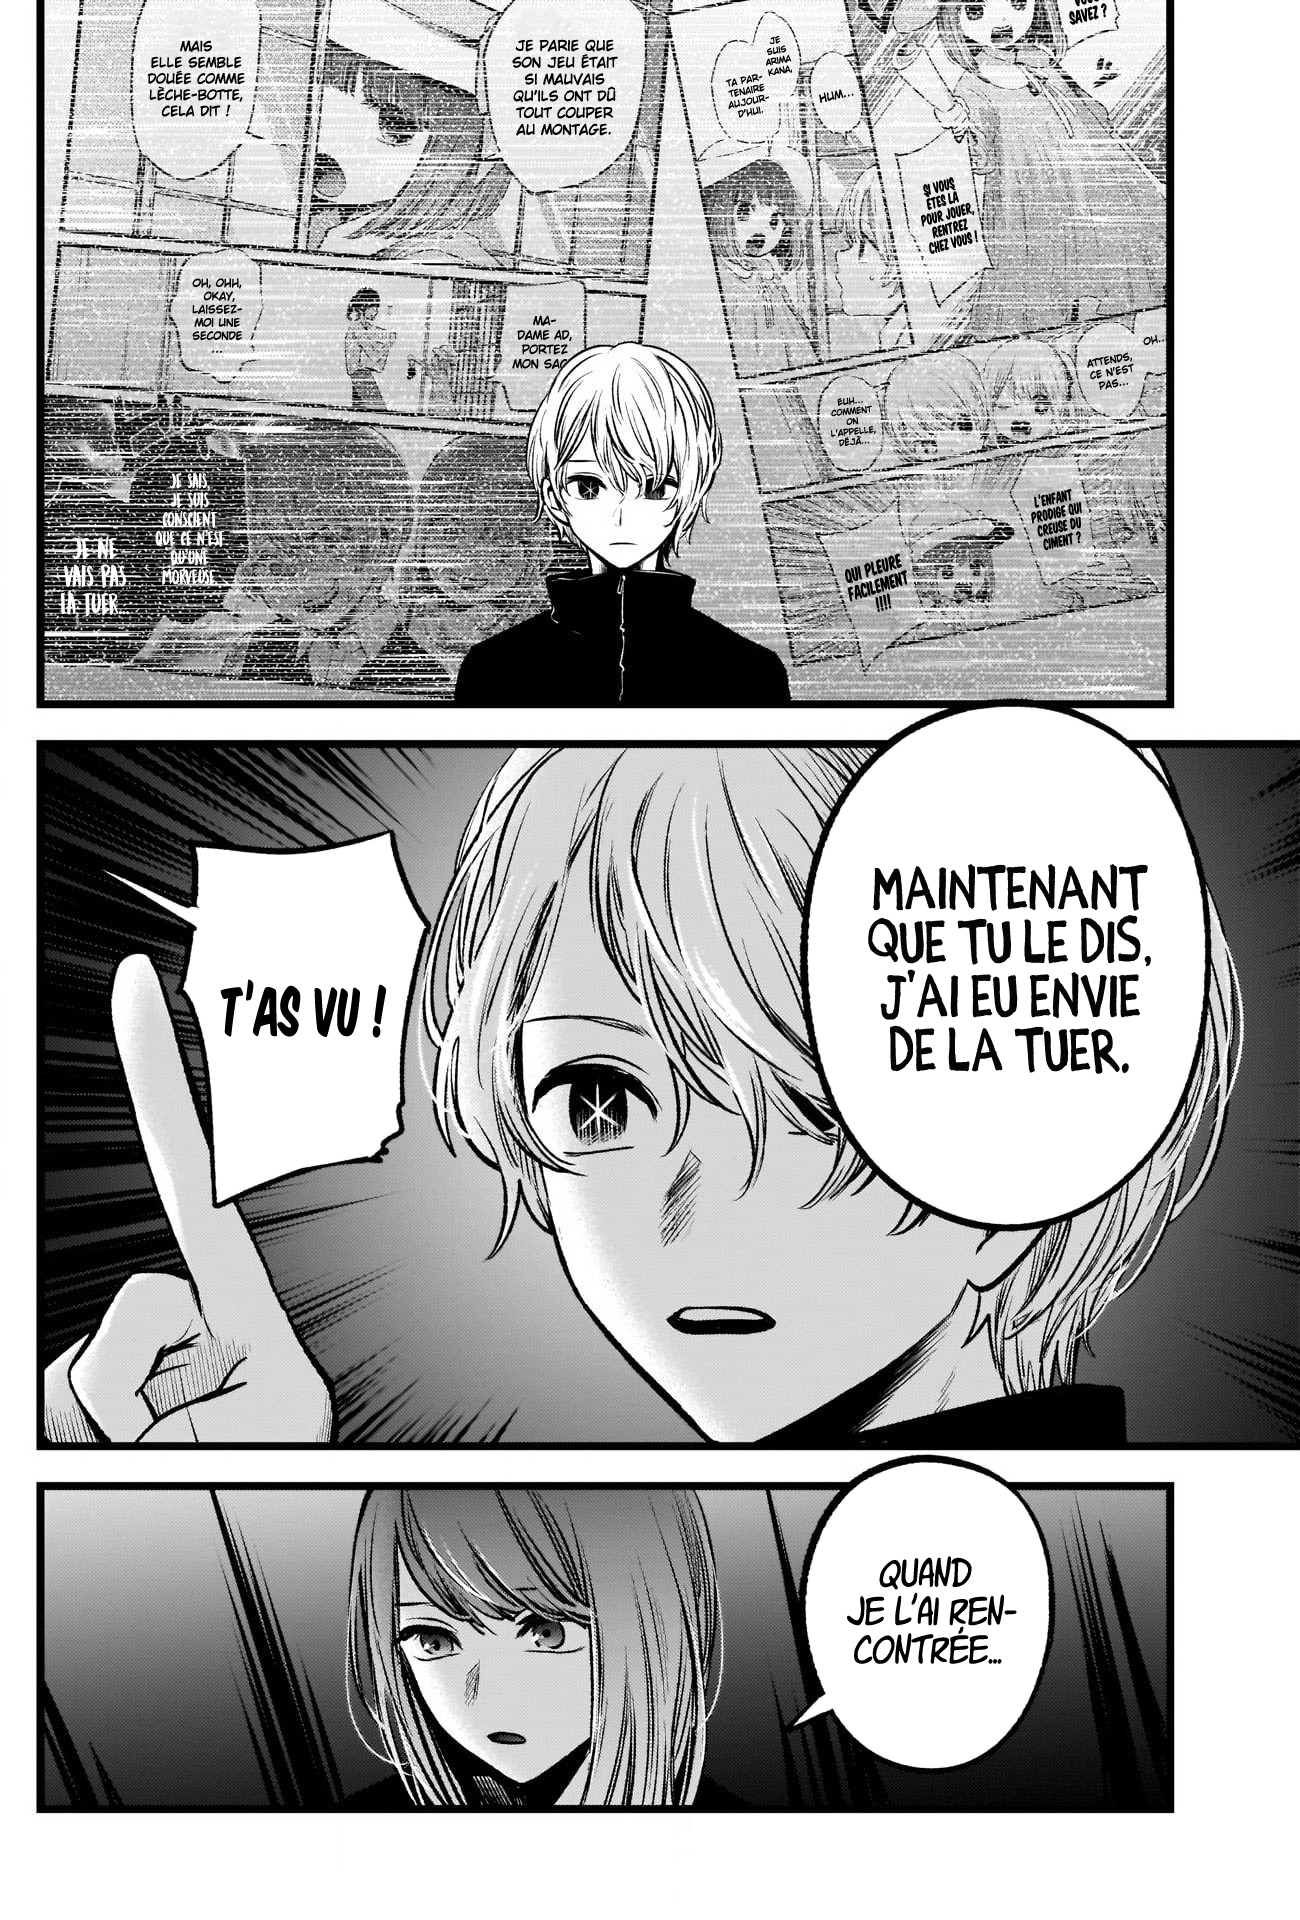 VOUS
SAVEZ ?
SI VOUS
ÊTES LÀ
POUR JOUER,
RENTREZ
CHEZ VOUS !
JE
SUIS
ARIMA
KANA,
TA PAR-
TENAIRE
AUJOUR-
D'HUI.
HUM...
OH...
ATTENDS,
CE N'EST
PAS...
EUH...
COMMENT
ON
L'APPELLE,
DÉJÀ...
L'ENFANT
PRODIGE QUI
CREUSE DU
CIMENT ?
QUI PLEURE
FACILEMENT
!!!!
JE PARIE QUE
SON JEU ÉTAIT
SI MAUVAIS
QU'ILS ONT DÛ
TOUT COUPER
AU MONTAGE.
MAIS
ELLE SEMBLE
DOUÉE COMME
LÈCHE-BOTTE,
CELA DIT !
MA-
DAME AD,
PORTEZ
MON SAC
OH, OHH,
OKAY,
LAISSEZ-
MOI UNE
SECONDE
...
JE SAIS,
JE SUIS
CONSCIENT
QUE CE N'EST
QU'UNE
MORVEUSE...
JE NE
VAIS PAS
LA TUER...
MAINTENANT
QUE TU LE DIS,
J'AI EU ENVIE
DE LA TUER.
T'AS VU !
QUAND
JE L'AI REN-
CONTRÉE...